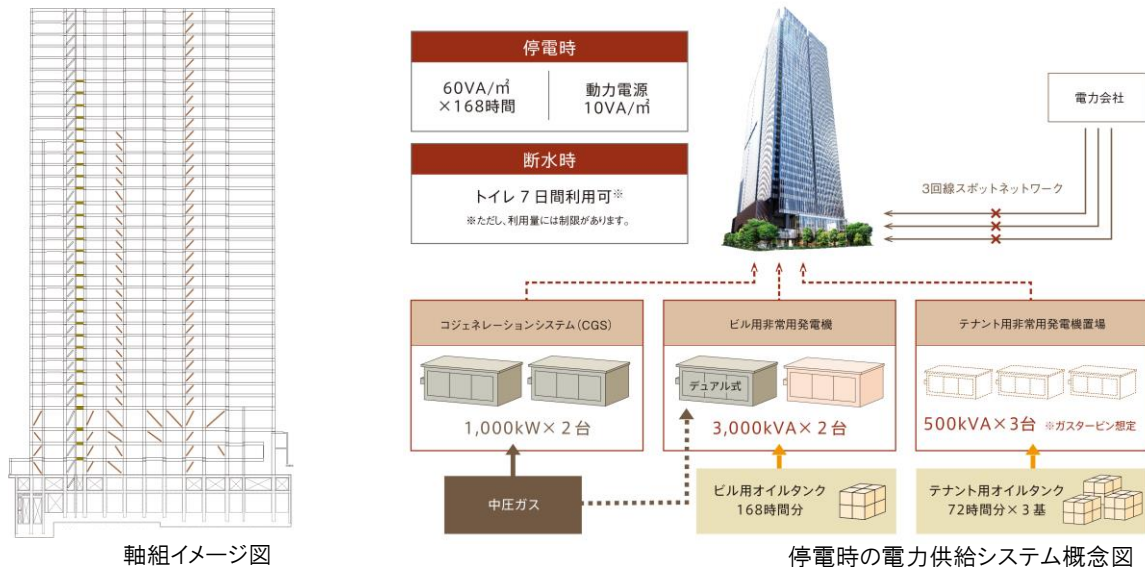 停電時
60VA/㎡
×168時間
動力電源
10VA/㎡
断水時
トイレ 7 日間利用可※
※ただし、利用量には制限があります。
電力会社
3回線スポットネットワーク
コジェネレーションシステム(CGS)
1,000kW× 2 台
ビル用非常用発電機
デュアル式
3,000kVA× 2 台
テナント用非常用発電機置場
500kVA× 3台 ※ガスタービン想定
中圧ガス
ビル用オイルタンク
168時間分
テナント用オイルタンク
72時間分× 3 基
軸組イメージ図
停電時の電力供給システム概念図